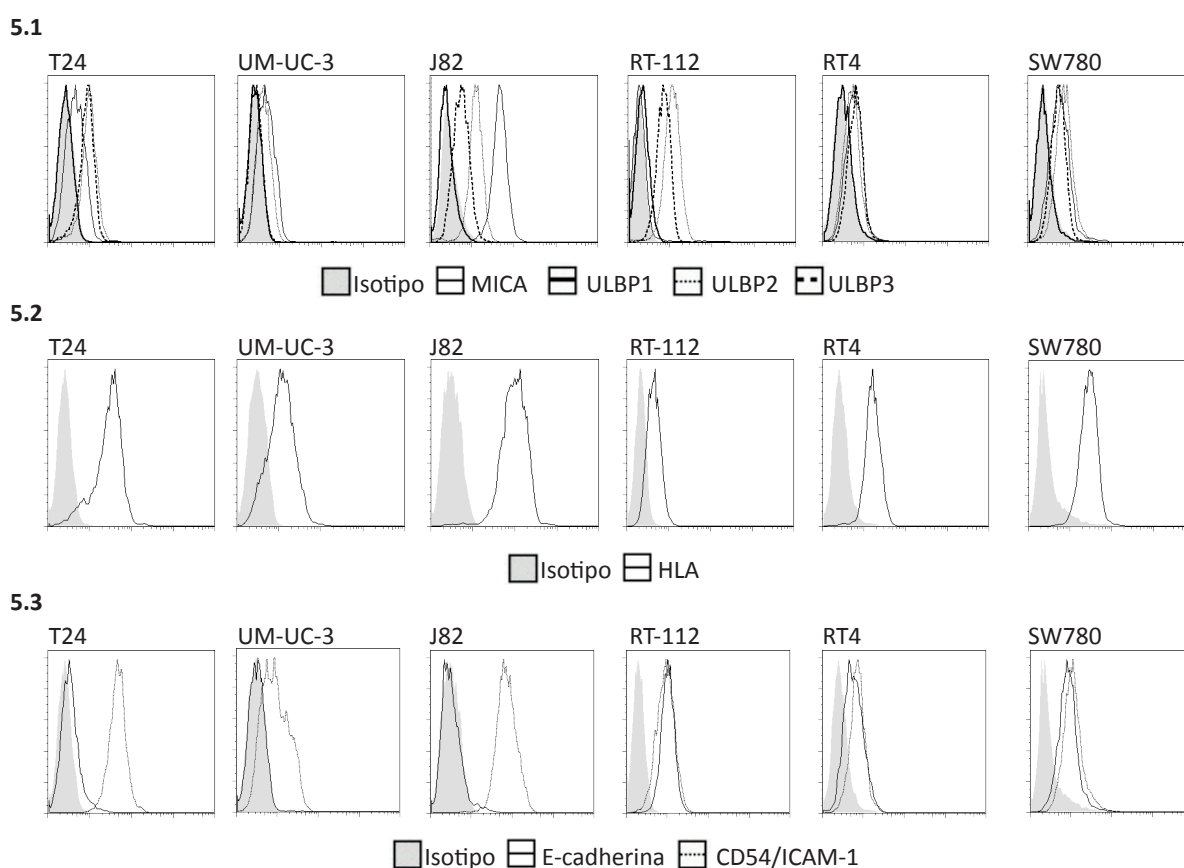 5.1
T24 UM-UC-3 J82 RT-112 RT4 SW780
Isotipo MICA ULBP1 ULBP2 ULBP3
5.2
T24 UM-UC-3 J82 RT-112 RT4 SW780
Isotipo HLA
5.3
T24 UM-UC-3 J82 RT-112 RT4 SW780
Isotipo E-cadherina CD54/ICAM-1